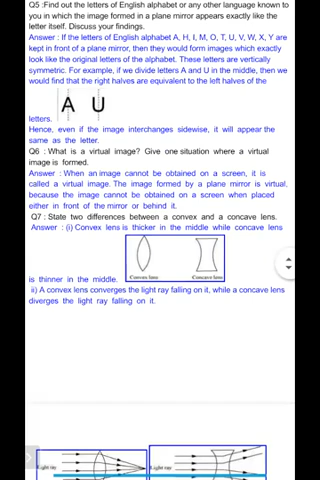 Q5 :Find out the letters of English alphabet or any other language known to
you in which the image formed in a plane mirror appears exactly like the
letter itself. Discuss your findings.
Answer : If the letters of English alphabet A, H, I, M, O, T, U, V, W, X, Y are
kept in front of a plane mirror, then they would form images which exactly
look like the original letters of the alphabet. These letters are vertically
symmetric. For example, if we divide letters A and U in the middle, then we
would find that the right halves are equivalent to the left halves of the
A U
letters.
Hence, even if the image interchanges sidewise, it will appear the
same as the letter.
Q6 : What is a virtual image? Give one situation where a virtual
image is formed.
Answer : When an image cannot be obtained on a screen, it is
called a virtual image. The image formed by a plane mirror is virtual.
because the image cannot be obtained on a screen when placed
either in front of the mirror or behind it.
Q7 : State two differences between a convex and a concave lens.
Answer : (i) Convex lens is thicker in the middle while concave lens
Convex lens Concave lens
is thinner in the middle.
ii) A convex lens converges the light ray falling on it, while a concave lens
diverges the light ray falling on it.
Light ray Light ray